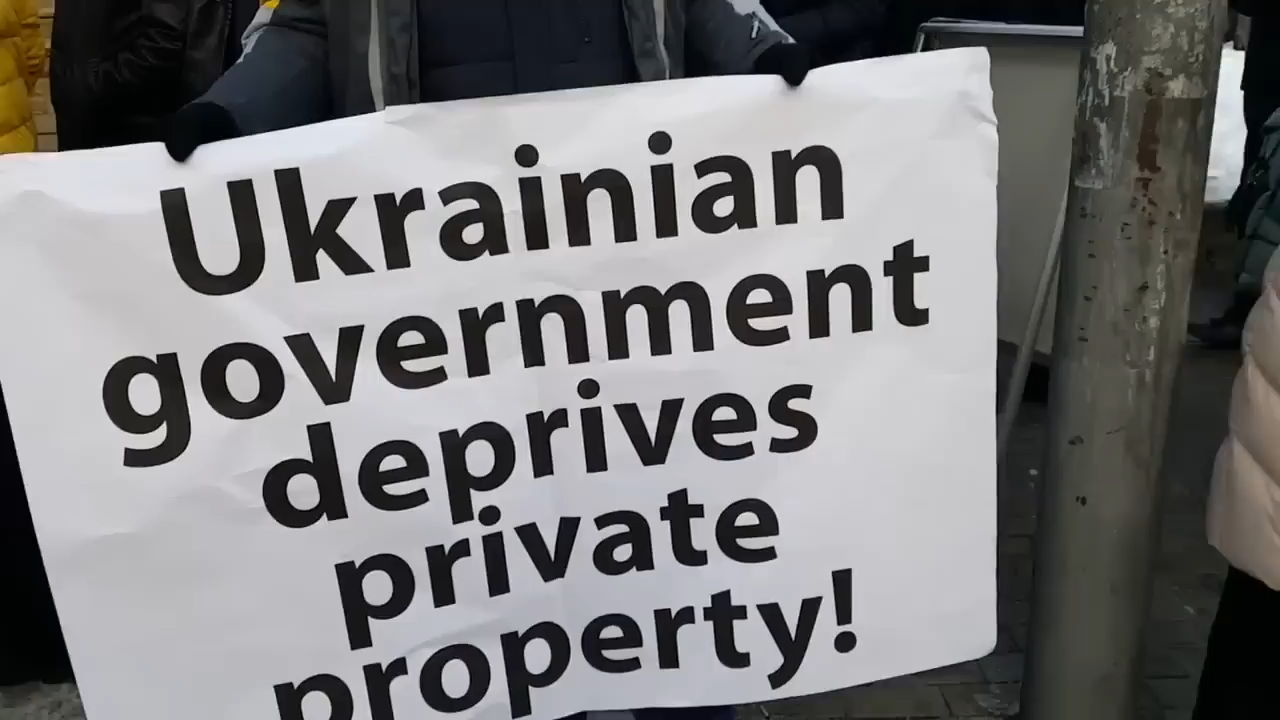 Ukrainian
government
deprives
private
property!